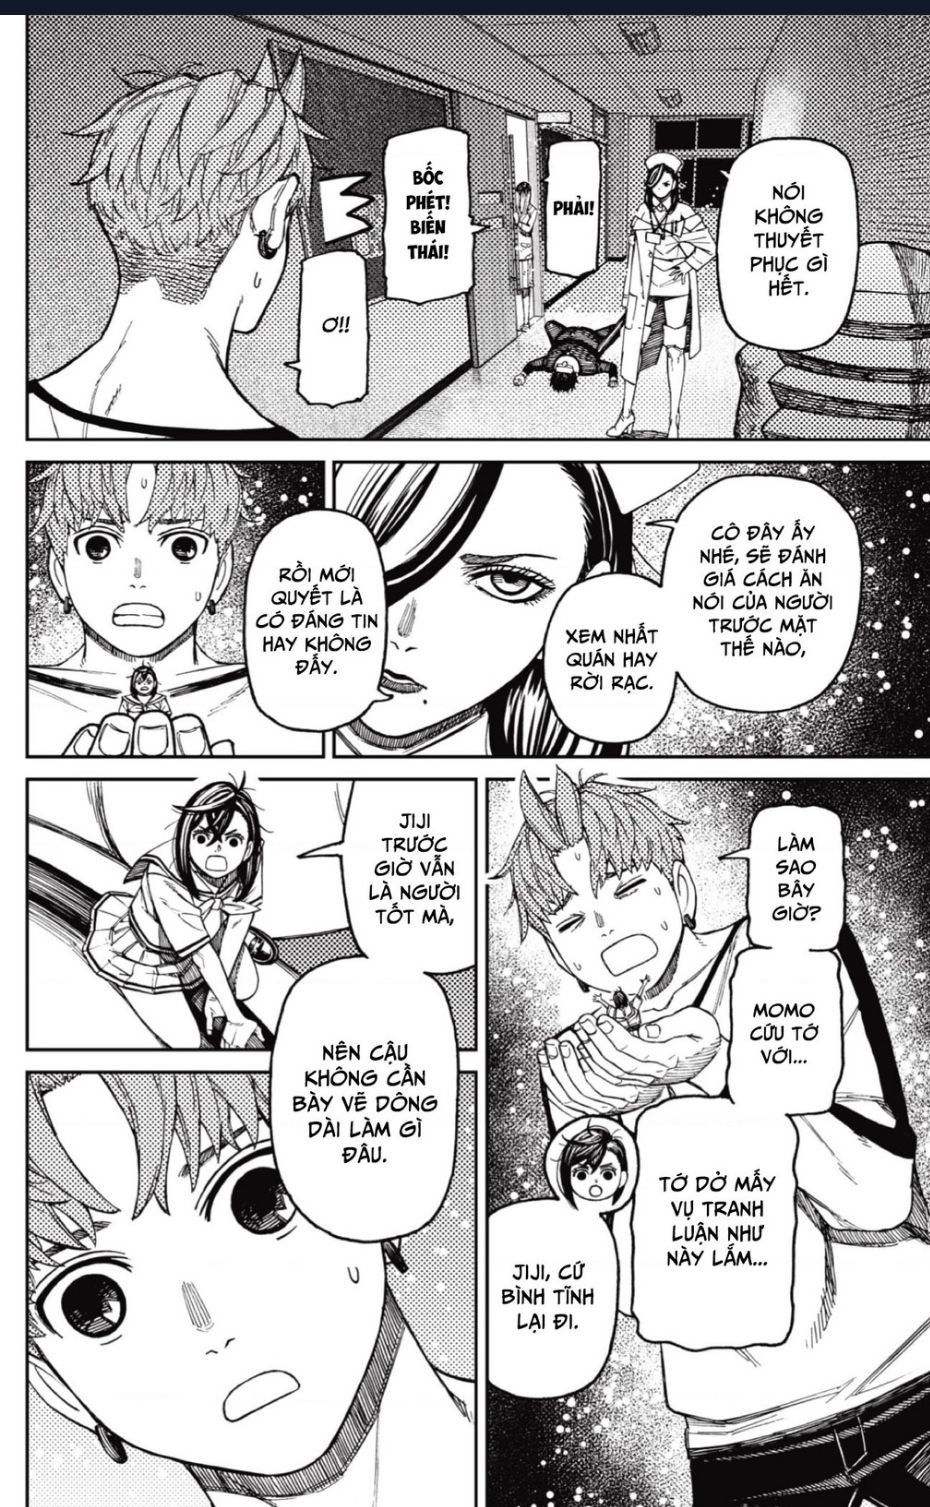 NÓI
KHÔNG
THUYẾT
PHỤC GÌ
HẾT.
PHẢI!
BỐC
PHÉT!
BIẾN
THÁI!
Ơ!!
CÔ ĐÂY ẤY
NHÉ, SẼ ĐÁNH
GIÁ CÁCH ĂN
NÓI CỦA NGƯỜI
TRƯỚC MẶT
THẾ NÀO,
XEM NHẤT
QUÁN HAY
RỜI RẠC.
RỒI MỚI
QUYẾT LÀ
CÓ ĐÁNG TIN
HAY KHÔNG
ĐẤY.
LÀM
SAO
BÂY
GIỜ?
MOMO
CỨU TỚ
VỚI...
TỚ DỞ MẤY
VỤ TRANH
LUẬN NHƯ
NÀY LẮM...
JIJI, CỨ
BÌNH TĨNH
LẠI ĐI.
JIJI
TRƯỚC
GIỜ VẪN
LÀ NGƯỜI
TỐT MÀ,
NÊN CẬU
KHÔNG CẦN
BÀY VẼ DÔNG
DÀI LÀM GÌ
ĐÂU.